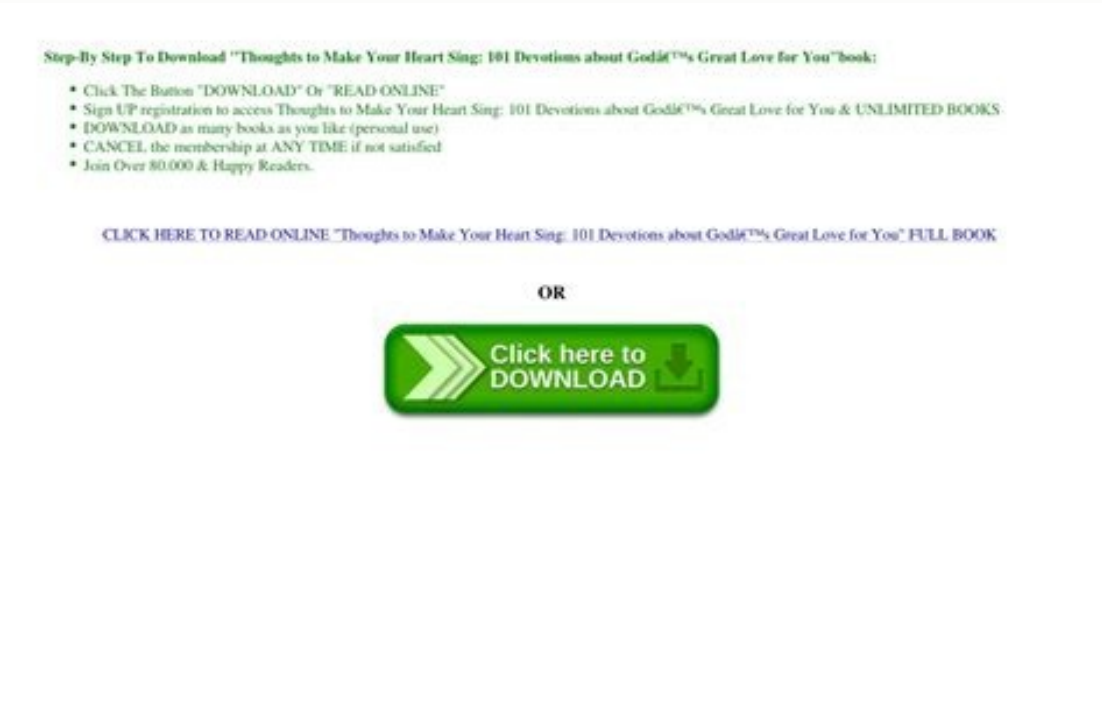 Step-By Step To Download "Thoughts to Make Your Heart Sing: 101 Devotions about Godâ€™s Great Love for You"book:
• Click The Button "DOWNLOAD" Or "READ ONLINE"
• Sign UP registration to access Thoughts to Make Your Heart Sing: 101 Devotions about Godâ€™s Great Love for You & UNLIMITED BOOKS
• DOWNLOAD as many books as you like (personal use)
• CANCEL the membership at ANY TIME if not satisfied
• Join Over 80.000 & Happy Readers.
CLICK HERE TO READ ONLINE "Thoughts to Make Your Heart Sing: 101 Devotions about Godâ€™s Great Love for You" FULL BOOK
OR
Click here to
DOWNLOAD